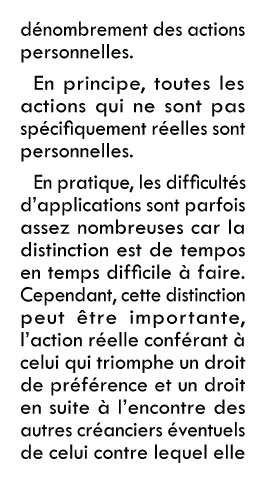 dénombrement des actions
personnelles.
En principe, toutes les
actions qui ne sont pas
spécifiquement réelles sont
personnelles.
En pratique, les difficultés
d'applications sont parfois
assez nombreuses car la
distinction est de tempos
en temps difficile à faire.
Cependant, cette distinction
peut être importante,
l'action réelle conférant à
celui qui triomphe un droit
de préférence et un droit
en suite à l'encontre des
autres créanciers éventuels
de celui contre lequel elle